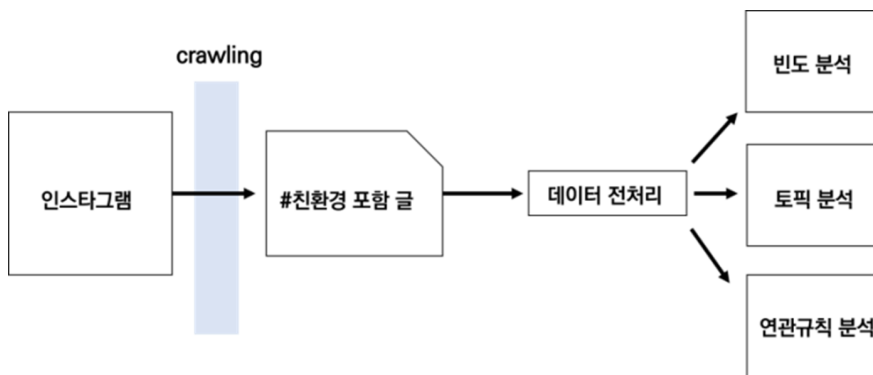 crawling
인스타그램
#친환경 포함 글
데이터 전처리
빈도 분석
토픽 분석
연관규칙 분석